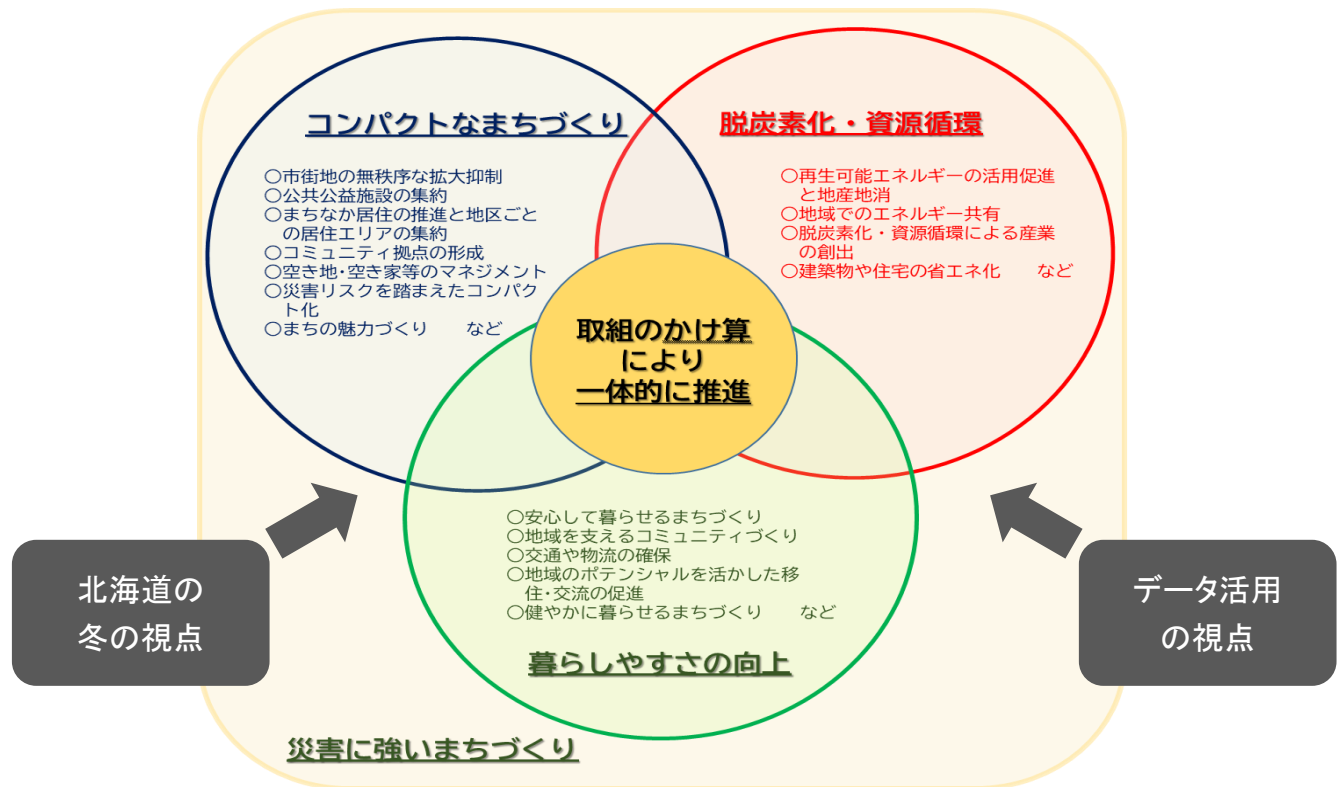 コンパクトなまちづくり
○市街地の無秩序な拡大抑制
○公共公益施設の集約
○まちなか居住の推進と地区ごと
の居住エリアの集約
○コミュニティ拠点の形成
○空き地・空き家等のマネジメント
○災害リスクを踏まえたコンパク
ト化
○まちの魅力づくり　　など
脱炭素化・資源循環
○再生可能エネルギーの活用促進
と地産地消
○地域でのエネルギー共有
○脱炭素化・資源循環による産業
の創出
○建築物や住宅の省エネ化　　など
取組のかけ算
により
一体的に推進
○安心して暮らせるまちづくり
○地域を支えるコミュニティづくり
○交通や物流の確保
○地域のポテンシャルを活かした移
住・交流の促進
○健やかに暮らせるまちづくり　　など
暮らしやすさの向上
北海道の
冬の視点
データ活用
の視点
災害に強いまちづくり